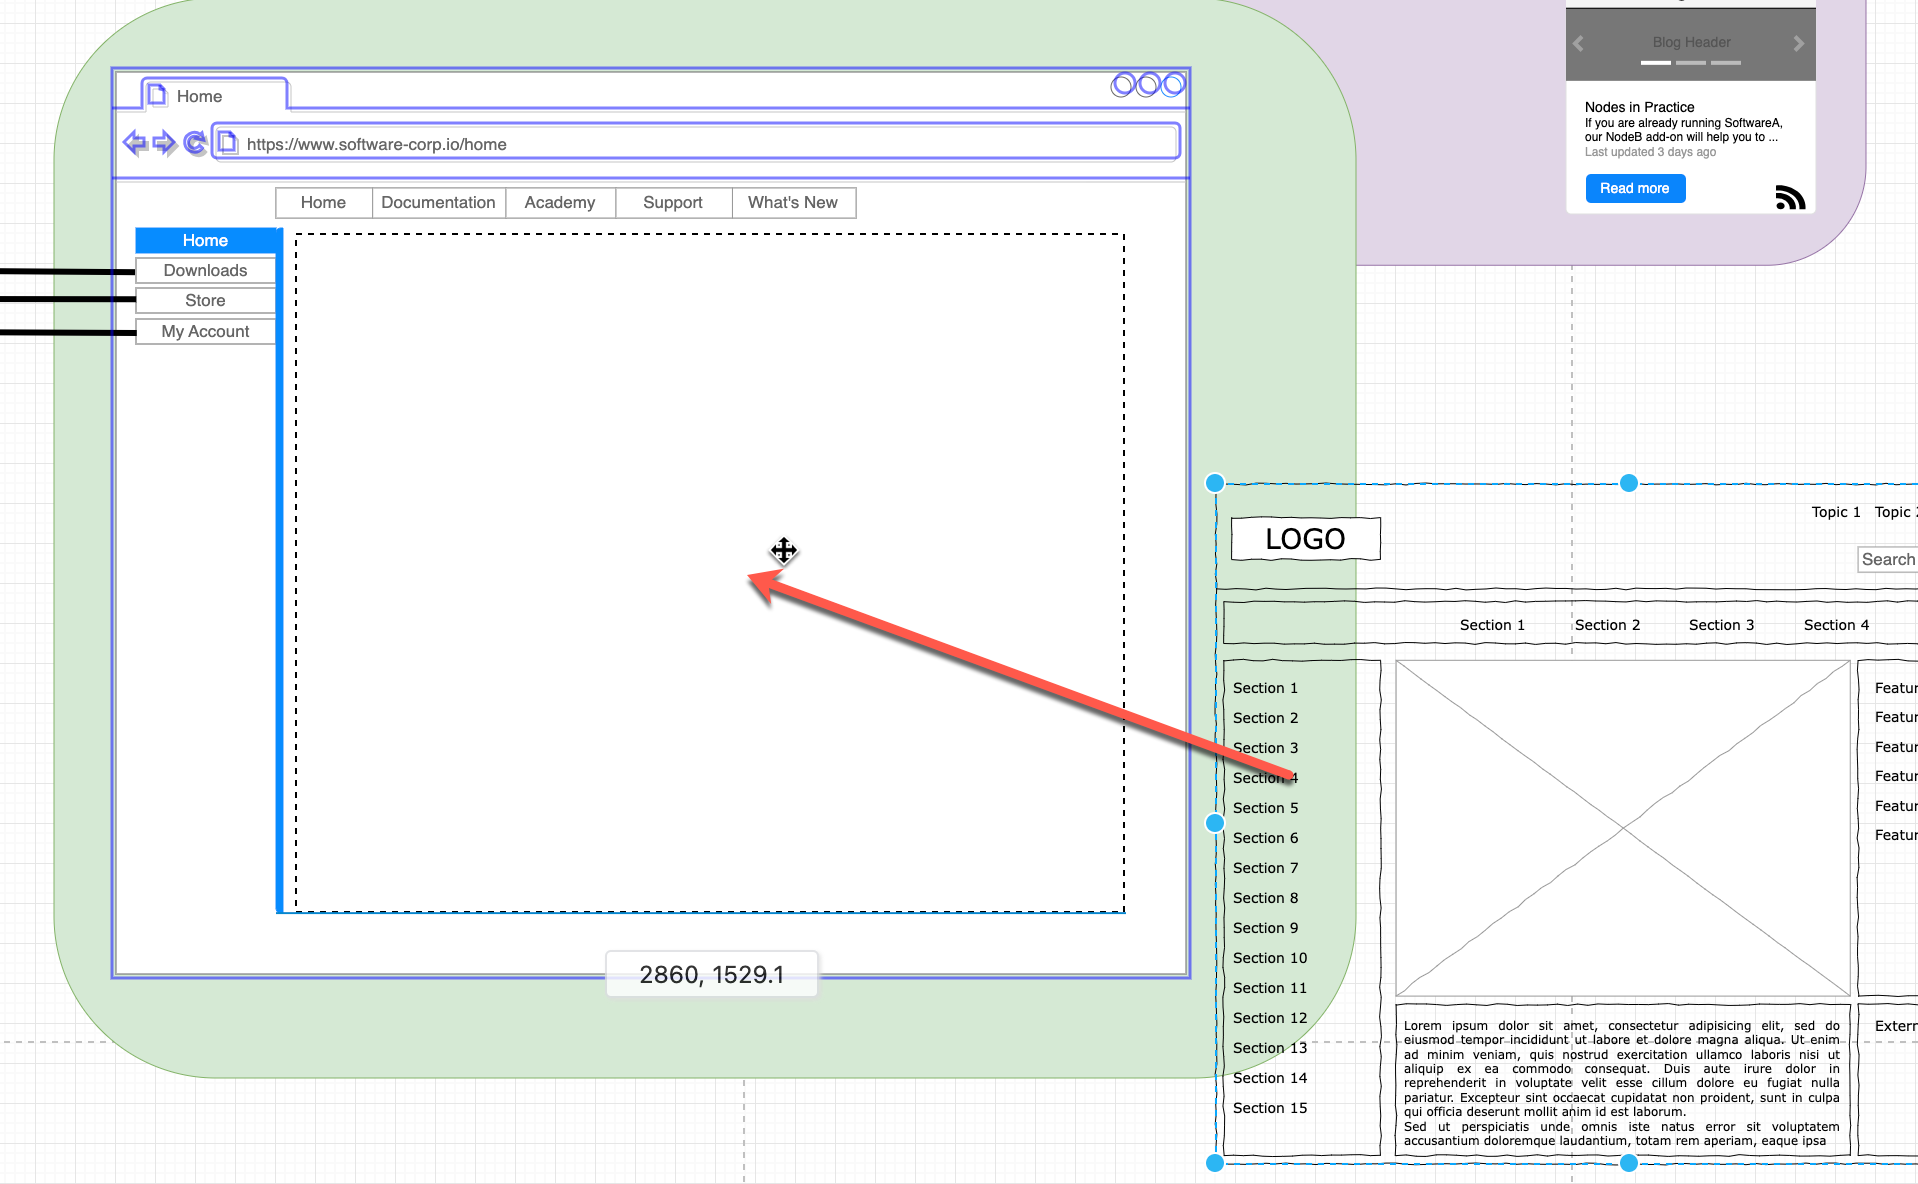 Home
https://www.software-corp.io/home
Home Documentation Academy Support What's New
Home
Downloads
Store
My Account
2860, 1529.1
Blog Header
Nodes in Practice
If you are already running SoftwareA,
our NodeB add-on will help you to ...
Last updated 3 days ago
Read more
LOGO
Topic 1 Topic
Search
Section 1 Section 2 Section 3 Section 4
Section 1
Section 2
Section 3
Section 4
Section 5
Section 6
Section 7
Section 8
Section 9
Section 10
Section 11
Section 12
Section 13
Section 14
Section 15
Featur
Featur
Featur
Featur
Featur
Featur
Lorem ipsum dolor sit amet, consectetur adipisicing elit, sed do
eiusmod tempor incididunt ut labore et dolore magna aliqua. Ut enim
ad minim veniam, quis nostrud exercitation ullamco laboris nisi ut
aliquip ex ea commodo consequat. Duis aute irure dolor in
reprehenderit in voluptate velit esse cillum dolore eu fugiat nulla
pariatur. Excepteur sint occaecat cupidatat non proident, sunt in culpa
qui officia deserunt mollit anim id est laborum.
Sed ut perspiciatis unde omnis iste natus error sit voluptatem
accusantium doloremque laudantium, totam rem aperiam, eaque ipsa
Extern